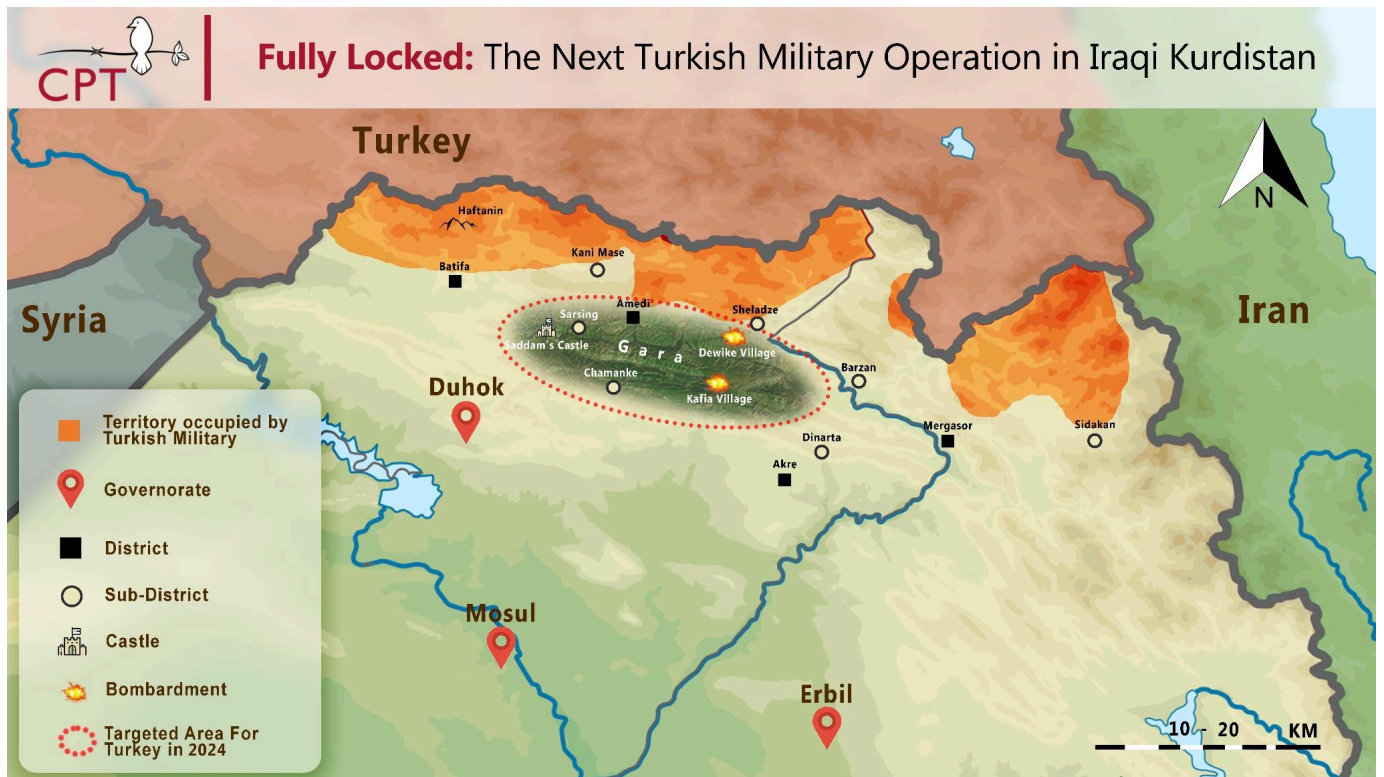 CPT
Fully Locked: The Next Turkish Military Operation in Iraqi Kurdistan
Turkey
N
Haftanin
Kani Mase
Batifa
Syria
Iran
Amedi
Sheladze
Sarsing
Saddam's Castle
Gara
Dewike Village
Chamanke
Kafia Village
Barzan
Duhok
Dinarta
Mergasor
Sidakan
Akre
Territory occupied by
Turkish Military
Governorate
District
Sub-District
Castle
Bombardment
Targeted Area For
Turkey in 2024
Mosul
Erbil
10 - 20 KM